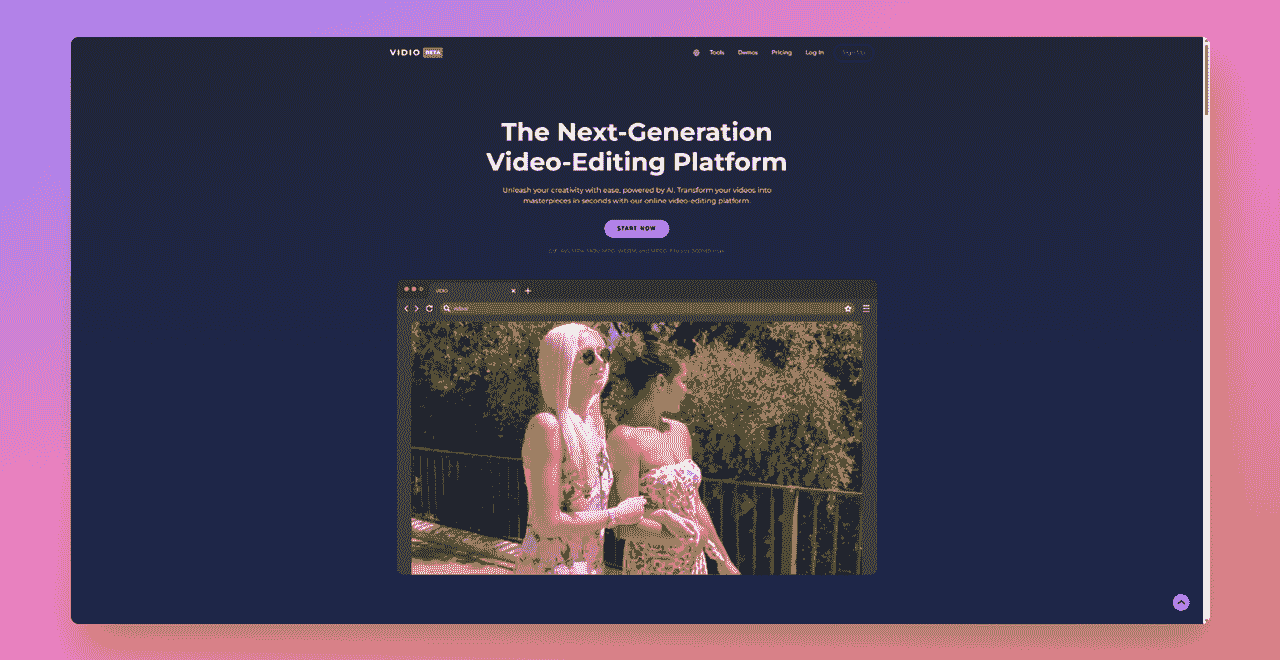 VIDIO BETA
Tools Demos Pricing Log In
The Next-Generation
Video-Editing Platform
Unleash your creativity with ease, powered by AI. Transform your videos into
masterpieces in seconds with our online video-editing platform.
START NOW
VIDIO